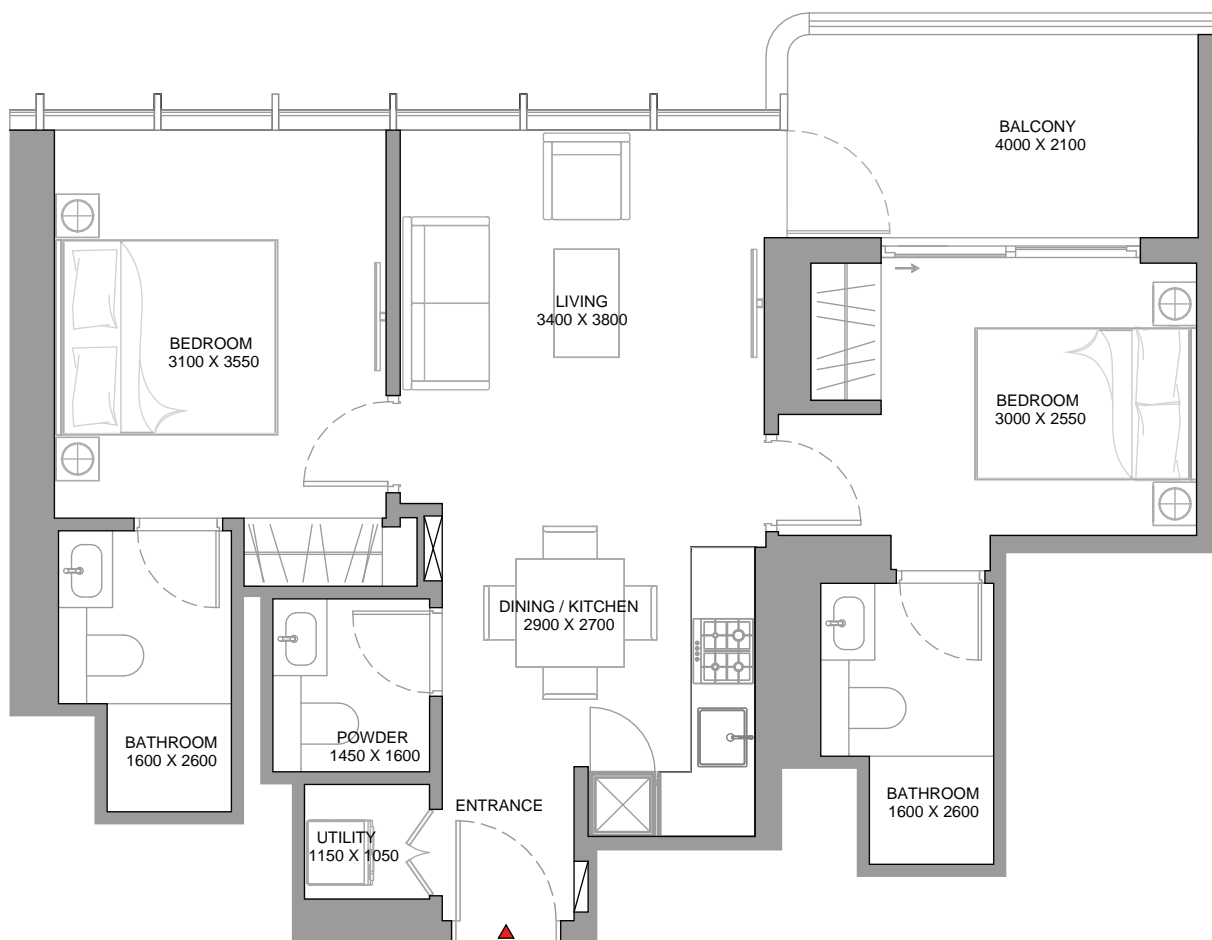 BALCONY
4000 X 2100
LIVING
3400 X 3800
BEDROOM
3100 X 3550
BEDROOM
3000 X 2550
DINING / KITCHEN
2900 X 2700
POWDER
1450 X 1600
BATHROOM
1600 X 2600
BATHROOM
1600 X 2600
ENTRANCE
UTILITY
1150 X 1050